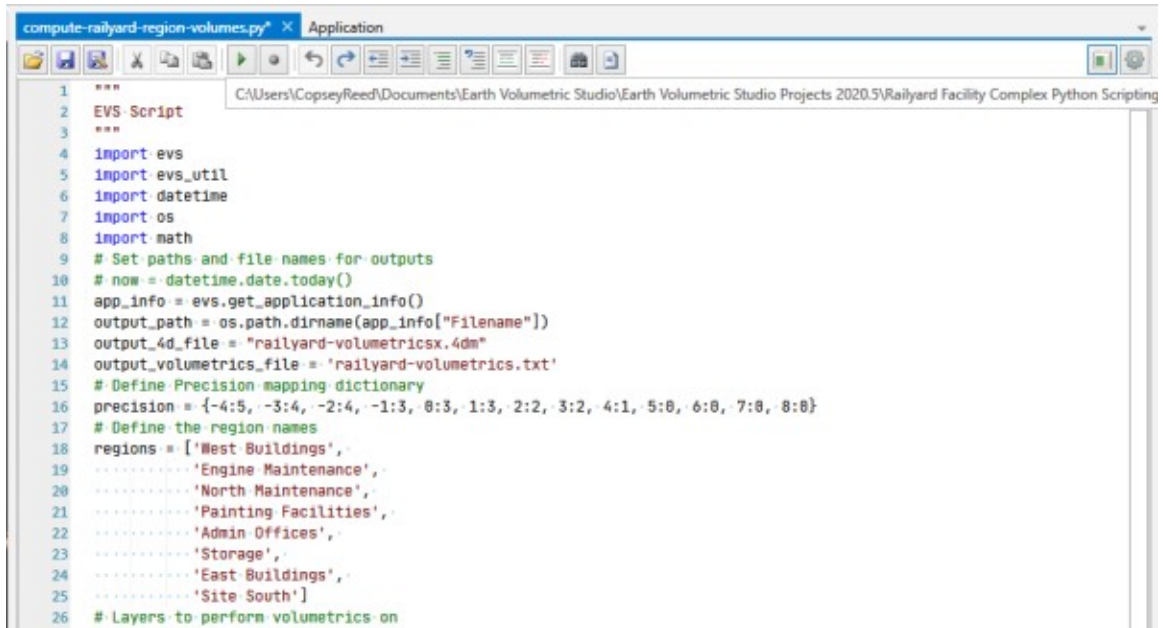 compute-railyard-region-volumes.py* × Application
C:\Users\CopseyReed\Documents\Earth Volumetric Studio\Earth Volumetric Studio Projects 2020.5\Railyard Facility Complex Python Scripting
1 """
2 EVS Script
3 """
4 import evs
5 import evs_util
6 import datetime
7 import os
8 import math
9 # Set paths and file names for outputs
10 # now = datetime.date.today()
11 app_info = evs.get_application_info()
12 output_path = os.path.dirname(app_info["Filename"])
13 output_4d_file = "railyard-volumetricsx.4dm"
14 output_volumetrics_file = 'railyard-volumetrics.txt'
15 # Define Precision mapping dictionary
16 precision = {-4:5, -3:4, -2:4, -1:3, 0:3, 1:3, 2:2, 3:2, 4:1, 5:0, 6:0, 7:0, 8:0}
17 # Define the region names
18 regions = ['West Buildings',
19 'Engine Maintenance',
20 'North Maintenance',
21 'Painting Facilities',
22 'Admin Offices',
23 'Storage',
24 'East Buildings',
25 'Site South']
26 # Layers to perform volumetrics on